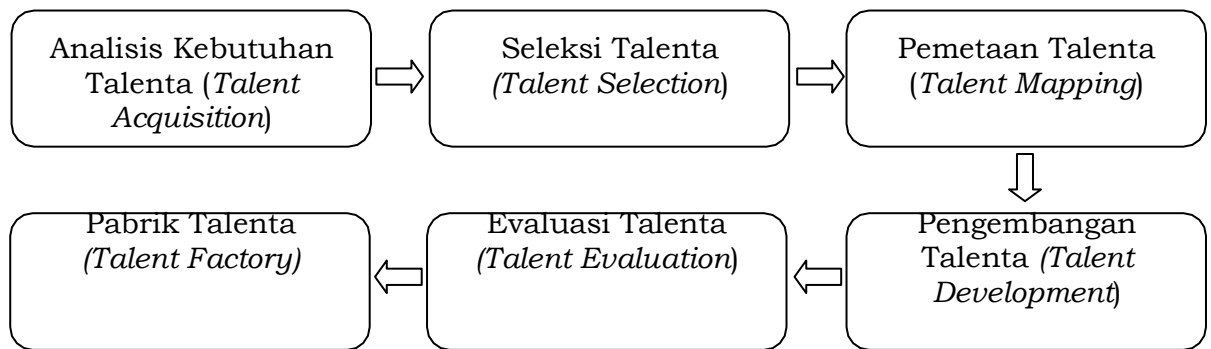 Analisis Kebutuhan
Talenta (Talent
Acquisition)
Seleksi Talenta
(Talent Selection)
Pemetaan Talenta
(Talent Mapping)
Pabrik Talenta
(Talent Factory)
Evaluasi Talenta
(Talent Evaluation)
Pengembangan
Talenta (Talent
Development)